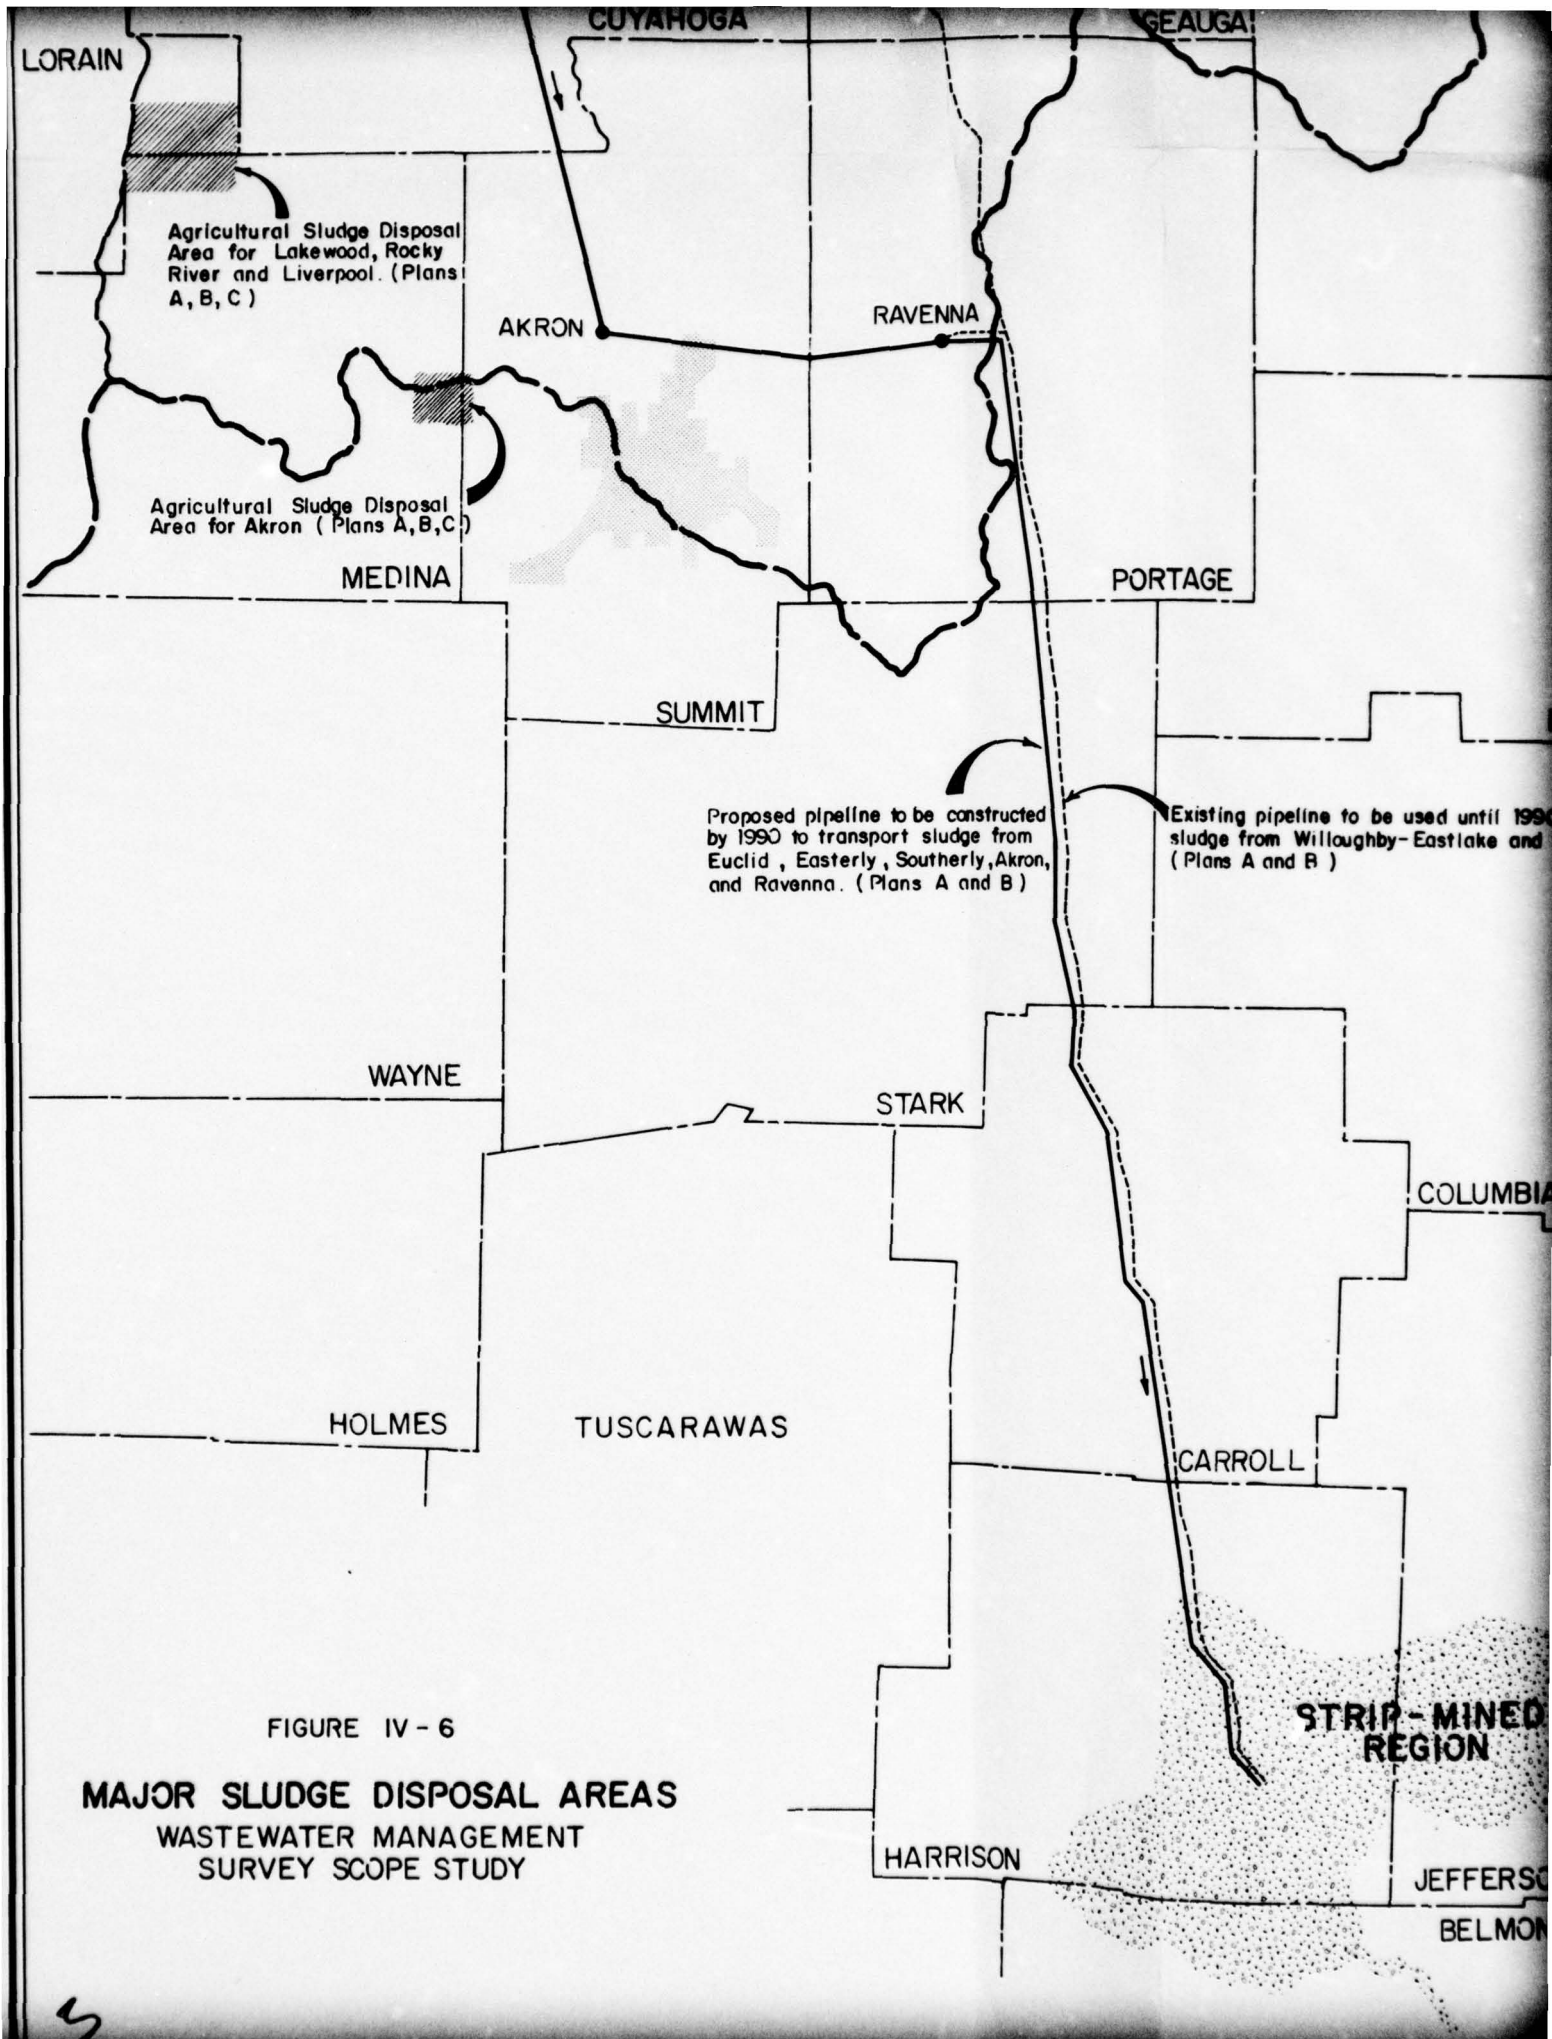 CUYAHOGA
GEAUGA
LORAIN
Agricultural Sludge Disposal
Area for Lakewood, Rocky
River and Liverpool. (Plans
A, B, C)
AKRON
RAVENNA
Agricultural Sludge Disposal
Area for Akron (Plans A,B,C)
MEDINA
PORTAGE
SUMMIT
Proposed pipeline to be constructed
by 1990 to transport sludge from
Euclid, Easterly, Southerly, Akron,
and Ravenna. (Plans A and B)
Existing pipeline to be used until 1990
sludge from Willoughby-Eastlake and
(Plans A and B)
WAYNE
STARK
COLUMBIA
HOLMES
TUSCARAWAS
CARROLL
STRIP-MINED
REGION
FIGURE IV-6
MAJOR SLUDGE DISPOSAL AREAS
WASTEWATER MANAGEMENT
SURVEY SCOPE STUDY
HARRISON
JEFFERSO
BELMON